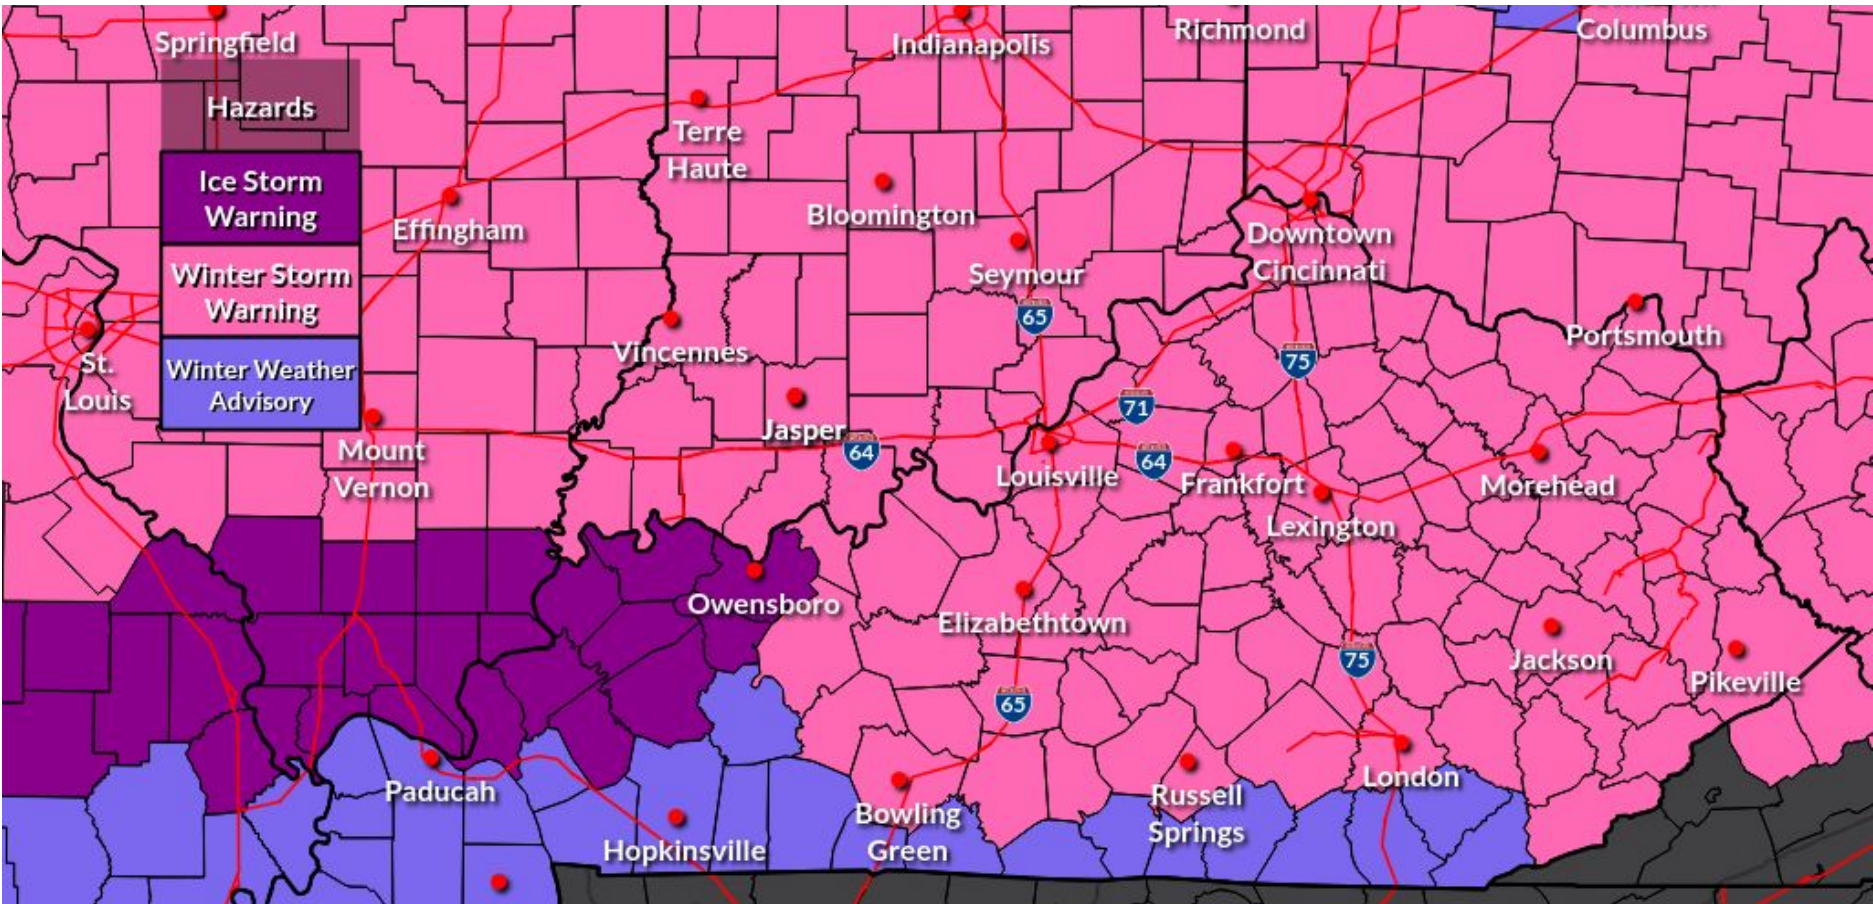 Springfield
Indianapolis
Richmond
Columbus
Hazards
Ice Storm
Warning
Winter Storm
Warning
Winter Weather
Advisory
Terre
Haute
Effingham
Bloomington
Seymour
Downtown
Cincinnati
65
75
Portsmouth
St.
Louis
Vincennes
71
Jasper
64
64
Mount
Vernon
Louisville
Frankfort
Morehead
Lexington
Owensboro
Elizabethtown
75
Jackson
Pikeville
65
Paducah
London
Russell
Springs
Bowling
Green
Hopkinsville